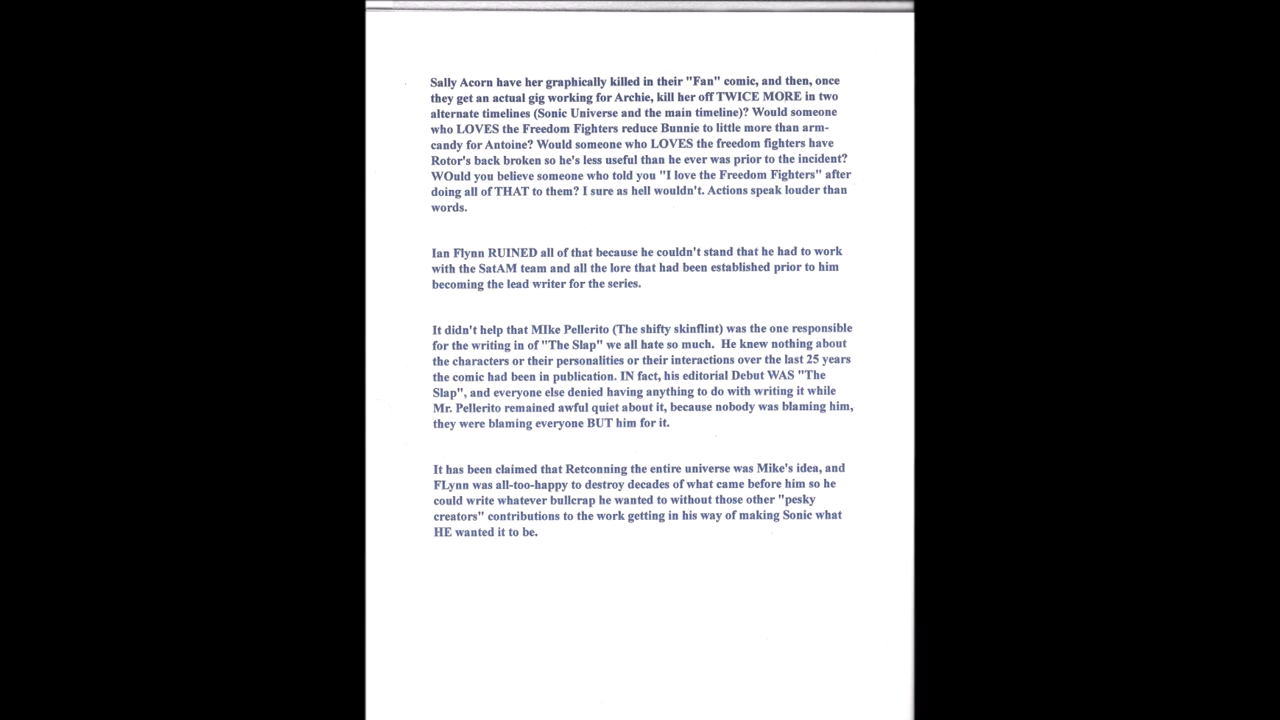 Sally Acorn have her graphically killed in their "Fan" comic, and then, once
they get an actual gig working for Archie, kill her off TWICE MORE in two
alternate timelines (Sonic Universe and the main timeline)? Would someone
who LOVES the Freedom Fighters reduce Bunnie to little more than arm-
candy for Antoine? Would someone who LOVES the freedom fighters have
Rotor's back broken so he's less useful than he ever was prior to the incident?
WOuld you believe someone who told you "I love the Freedom Fighters" after
doing all of THAT to them? I sure as hell wouldn't. Actions speak louder than
words.
Ian Flynn RUINED all of that because he couldn't stand that he had to work
with the SatAM team and all the lore that had been established prior to him
becoming the lead writer for the series.
It didn't help that MIke Pellerito (The shifty skinflint) was the one responsible
for the writing in of "The Slap" we all hate so much. He knew nothing about
the characters or their personalities or their interactions over the last 25 years
the comic had been in publication. IN fact, his editorial Debut WAS "The
Slap", and everyone else denied having anything to do with writing it while
Mr. Pellerito remained awful quiet about it, because nobody was blaming him,
they were blaming everyone BUT him for it.
It has been claimed that Retconning the entire universe was Mike's idea, and
FLynn was all-too-happy to destroy decades of what came before him so he
could write whatever bullcrap he wanted to without those other "pesky
creators" contributions to the work getting in his way of making Sonic what
HE wanted it to be.